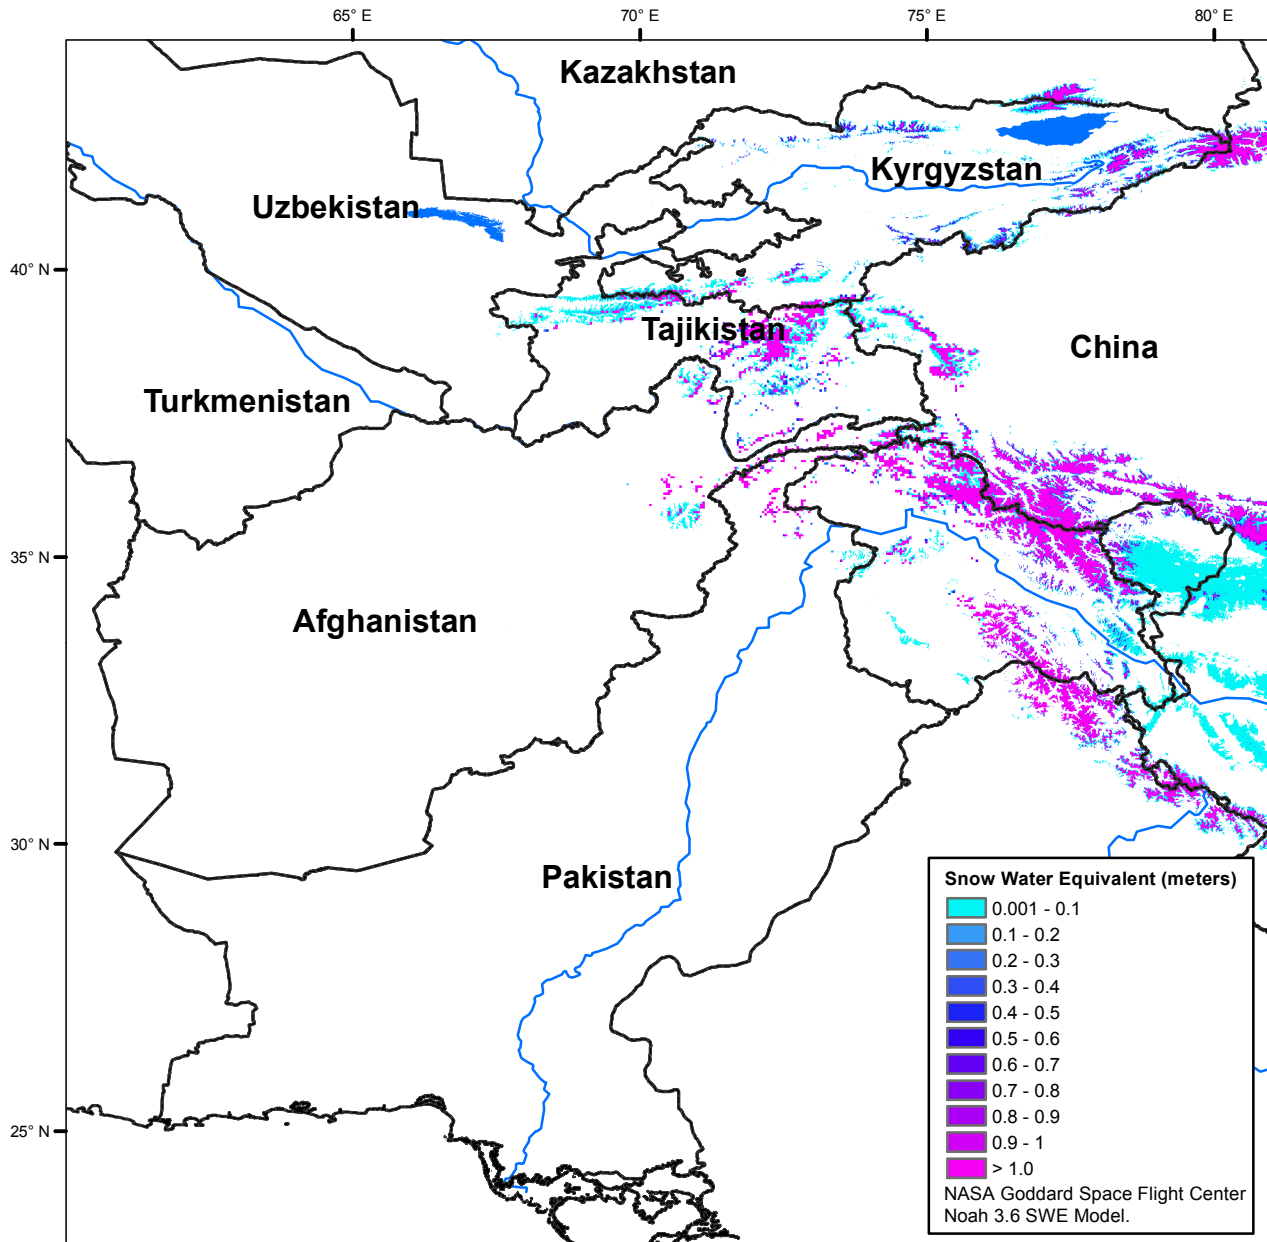 65° E
70° E
75° E
80° E
Kazakhstan
Kyrgyzstan
Uzbekistan
40° N
Tajikistan
China
Turkmenistan
35° N
Afghanistan
30° N
Pakistan
25° N
Snow Water Equivalent (meters)
0.001 - 0.1
0.1 - 0.2
0.2 - 0.3
0.3 - 0.4
0.4 - 0.5
0.5 - 0.6
0.6 - 0.7
0.7 - 0.8
0.8 - 0.9
0.9 - 1
> 1.0
NASA Goddard Space Flight Center
Noah 3.6 SWE Model.